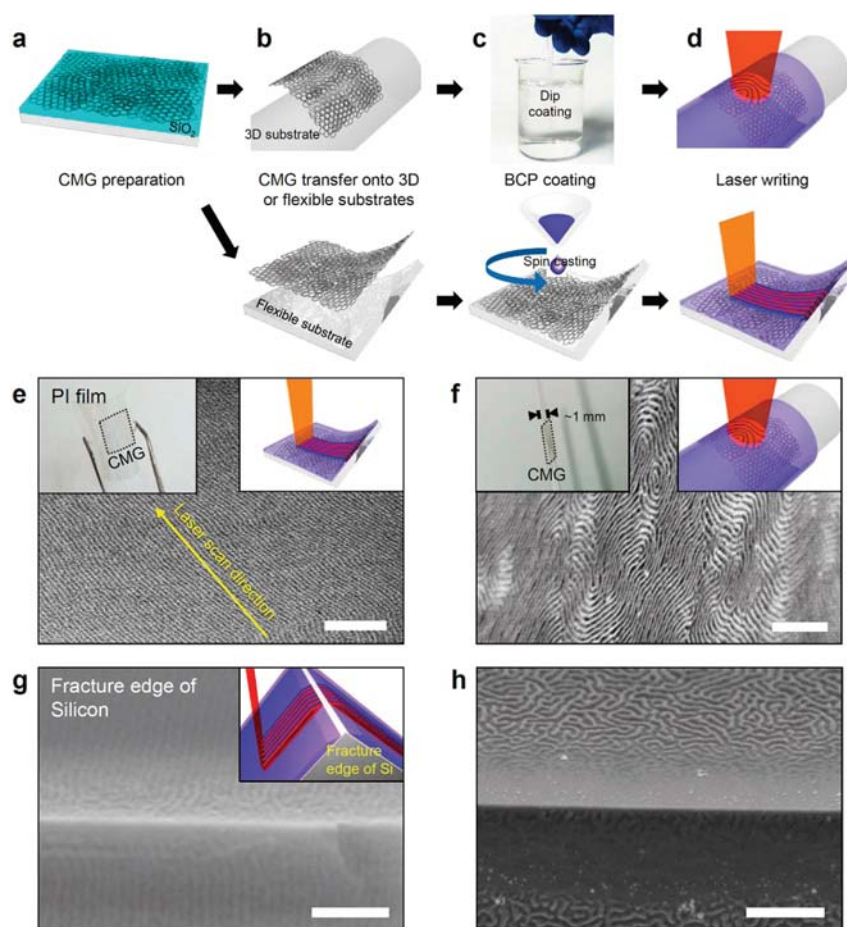 a
b
c
d
SiO2
3D substrate
Dip
coating
CMG preparation
CMG transfer onto 3D
or flexible substrates
BCP coating
Laser writing
Flexible substrate
Spin casting
e
PI film
CMG
Laser scan direction
f
~1 mm
CMG
g
Fracture edge of
Silicon
Fracture
edge of Si
h